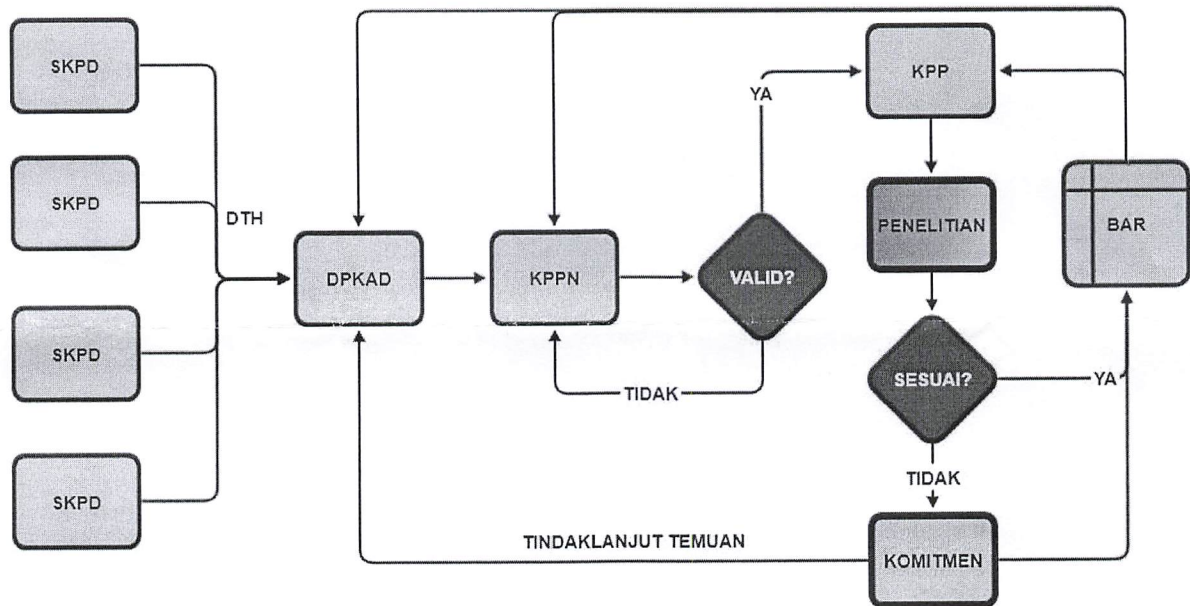 SKPD
SKPD
SKPD
SKPD
DTH
DPKAD
KPPN
VALID?
YA
TIDAK
KPP
PENELITIAN
SESUAI?
YA
TIDAK
KOMITMEN
TINDAKLANJUT TEMUAN
BAR